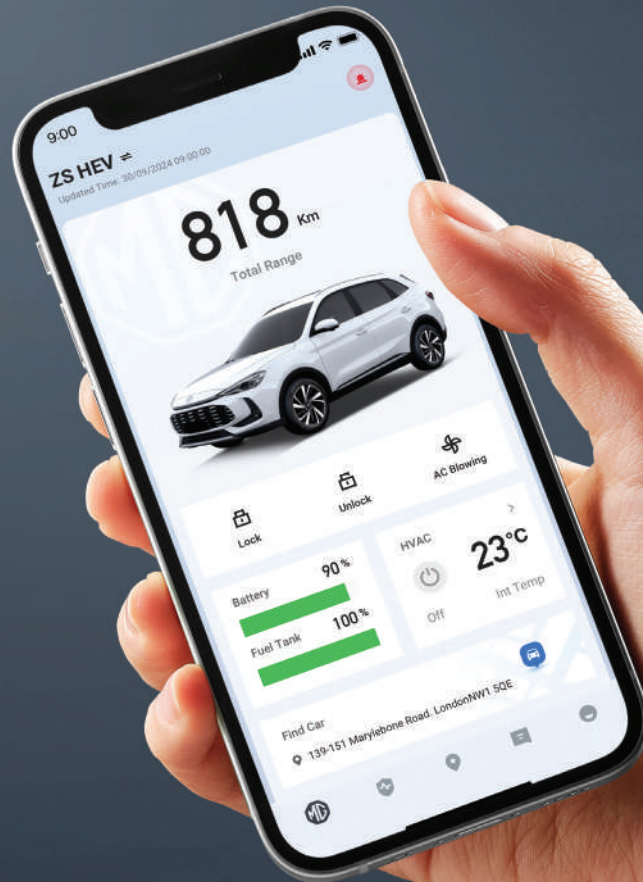 9:00
ZS HEV
Updated Time: 30/09/2024 09:00:00
818 Km
Total Range
Lock
Unlock
AC Blowing
Battery 90%
Fuel Tank 100%
HVAC
23°C
Off
Int Temp
Find Car
139-151 Marylebone Road. LondonNW1 5QE
MG